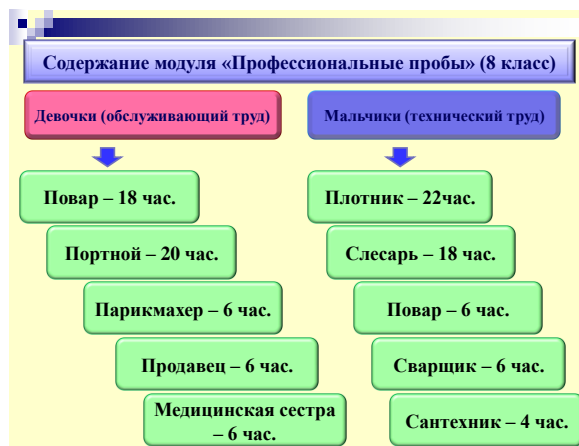 Содержание модуля «Профессиональные пробы» (8 класс)
Девочки (обслуживающий труд)
Повар – 18 час.
Портной – 20 час.
Парикмахер – 6 час.
Продавец – 6 час.
Медицинская сестра
– 6 час.
Мальчики (технический труд)
Плотник – 22час.
Слесарь – 18 час.
Повар – 6 час.
Сварщик – 6 час.
Сантехник – 4 час.